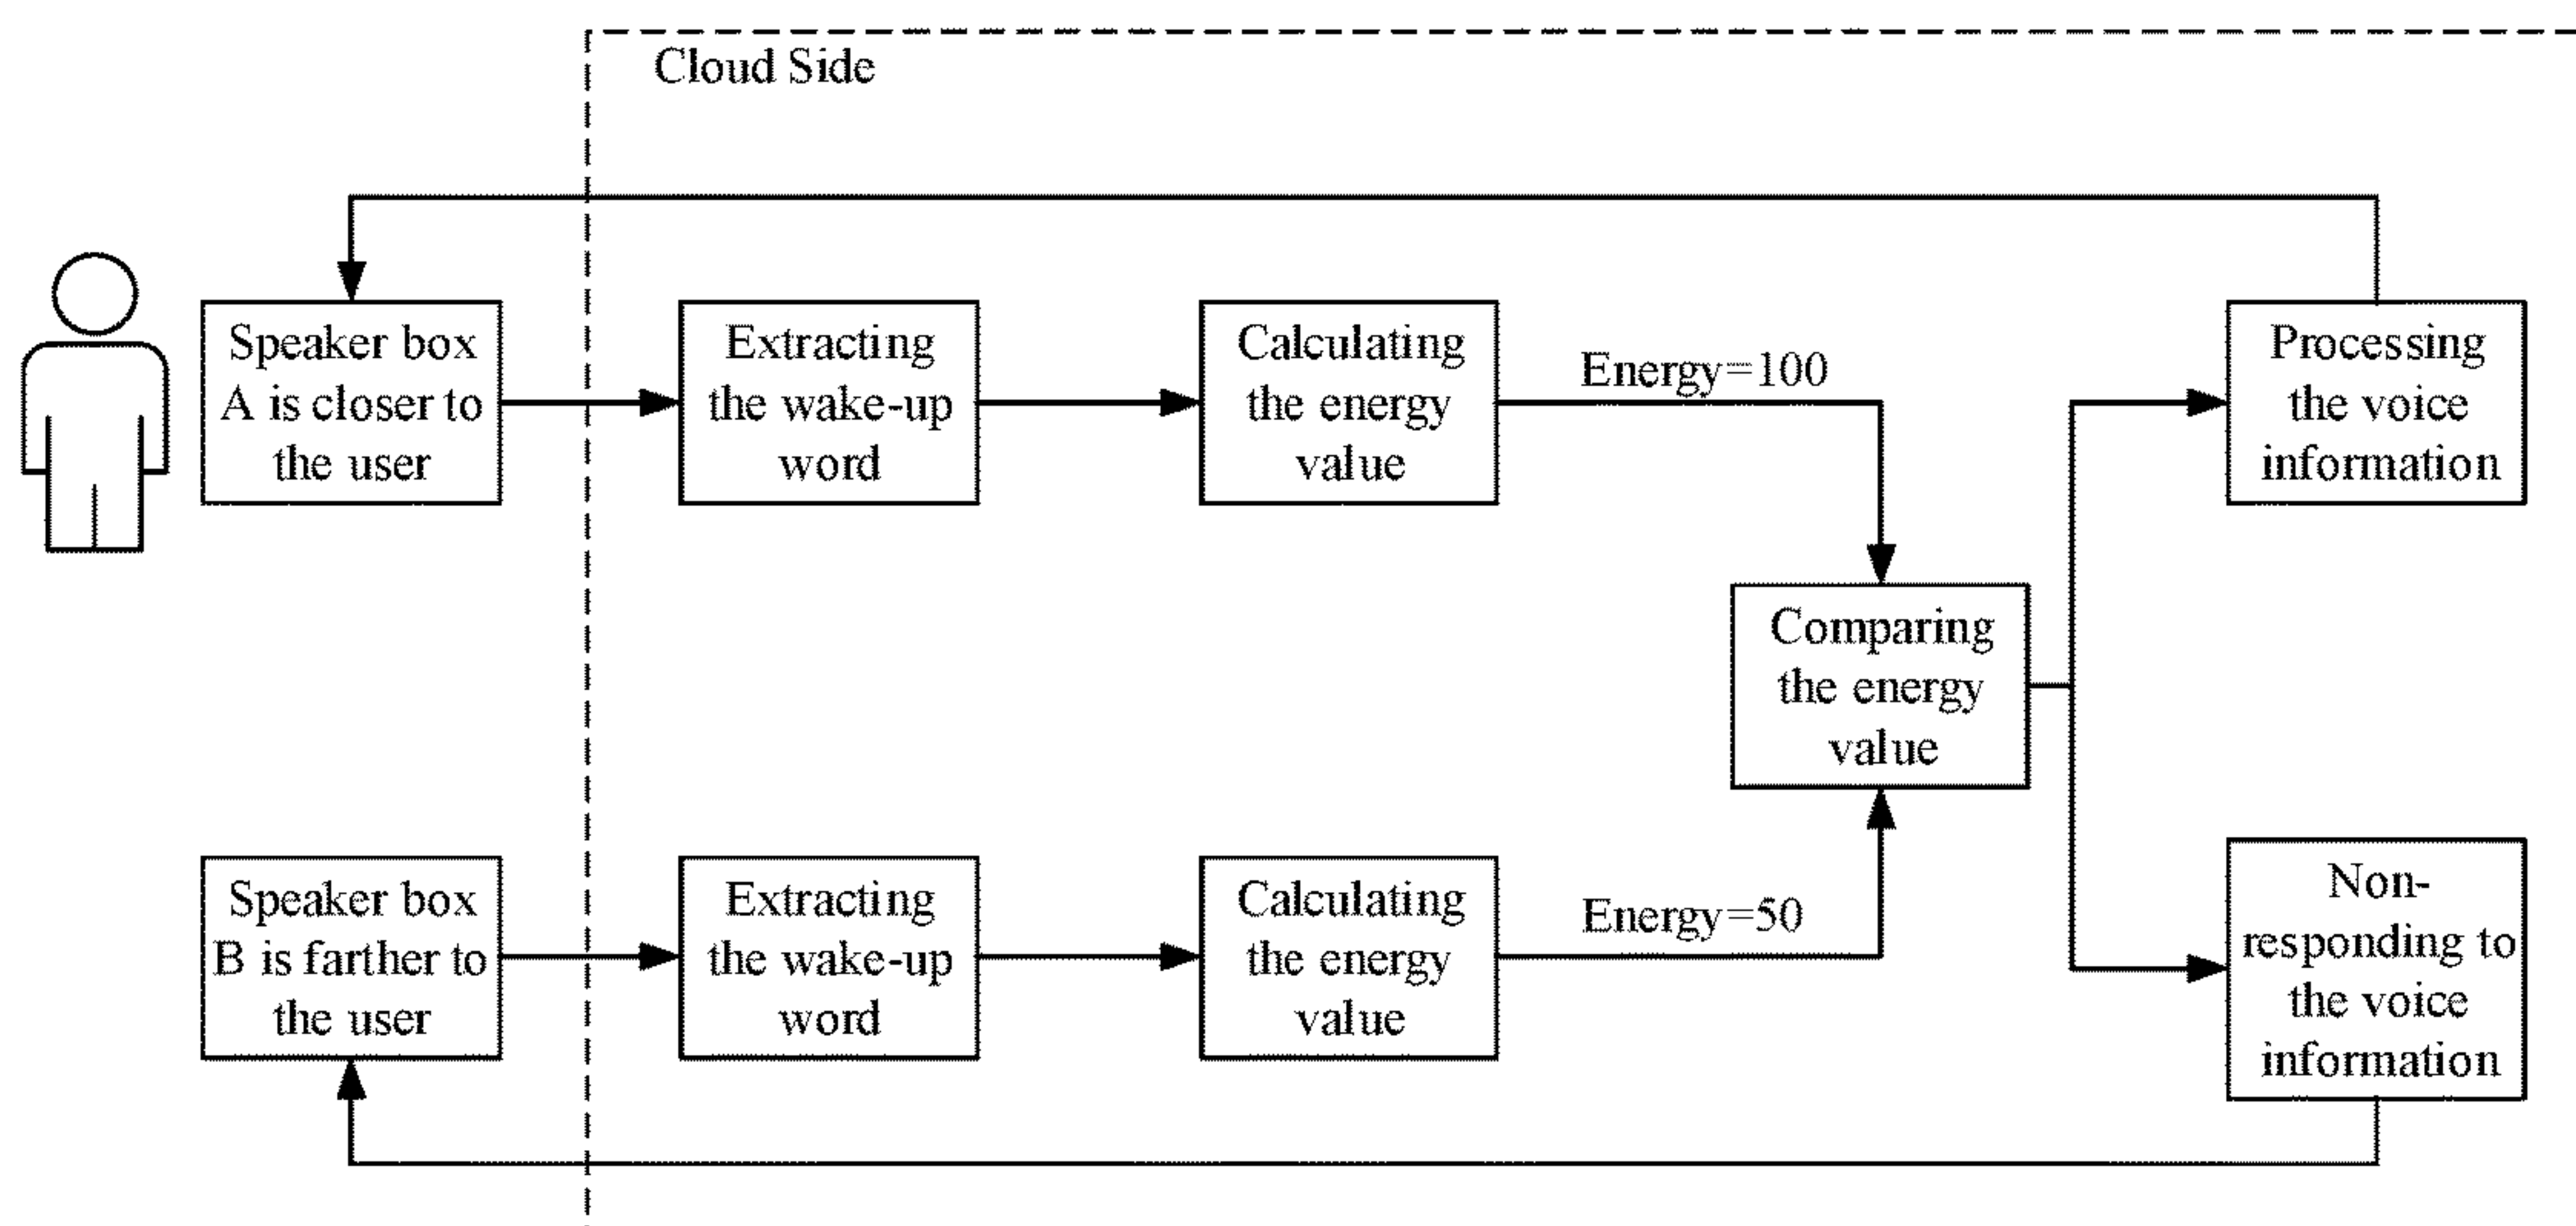 Cloud Side
Speaker box
A is closer to
the user
Extracting
the wake-up
word
Calculating
the energy
value
Energy=100
Processing
the voice
information
Comparing
the energy
value
Speaker box
B is farther to
the user
Extracting
the wake-up
word
Calculating
the energy
value
Energy=50
Non-
responding to
the voice
information